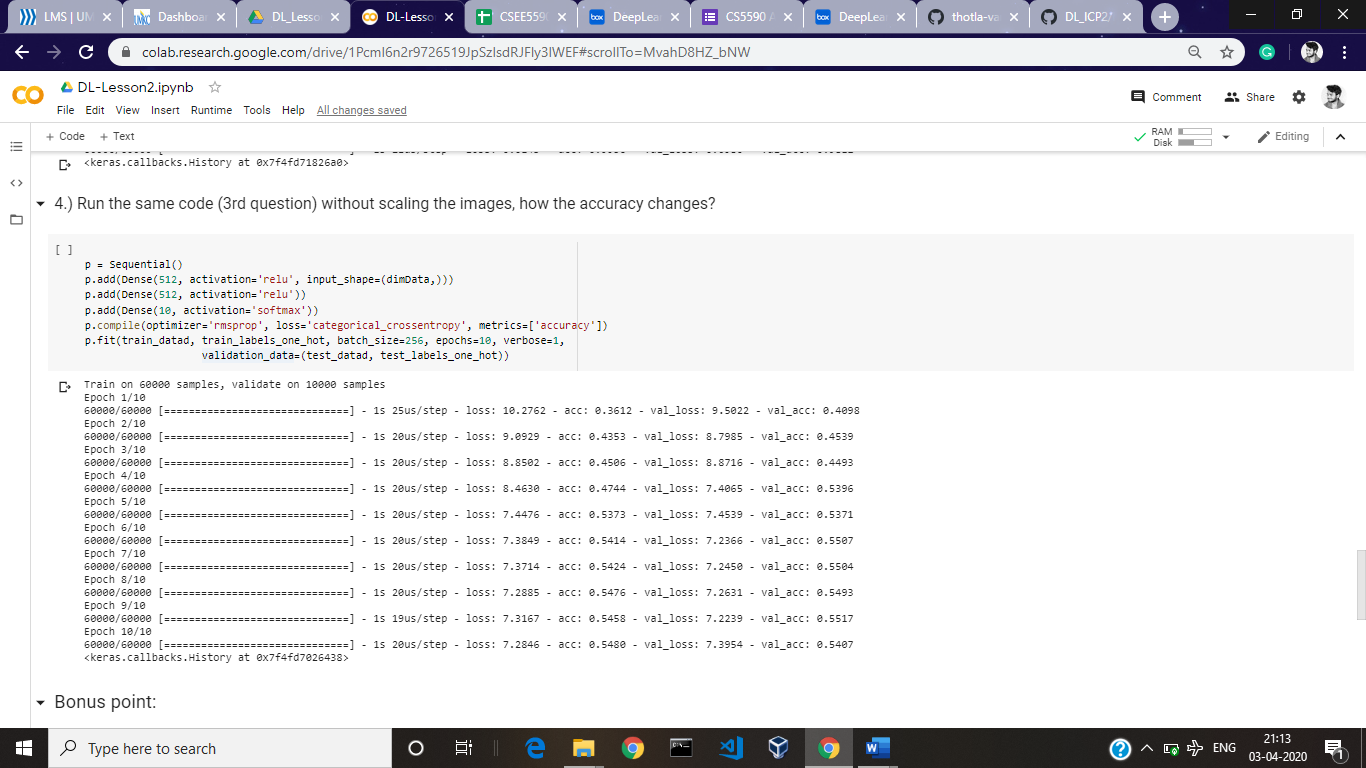 LMS | UM
Dashboa
DL_Lesso
DL-Lesso
CSEE559
DeepLea
CS5590 A
DeepLea
thotla-va
DL_ICP2/
colab.research.google.com/drive/1Pcml6n2r9726519JpSzlsdRJFly3lWEF#scrollTo=MvahD8HZ_bNW
DL-Lesson2.ipynb
File Edit View Insert Runtime Tools Help All changes saved
Comment Share
+ Code + Text
RAM
Disk
Editing
<keras.callbacks.History at 0x7f4fd71826a0>
4.) Run the same code (3rd question) without scaling the images, how the accuracy changes?
[ ]
p = Sequential()
p.add(Dense(512, activation='relu', input_shape=(dimData,)))
p.add(Dense(512, activation='relu'))
p.add(Dense(10, activation='softmax'))
p.compile(optimizer='rmsprop', loss='categorical_crossentropy', metrics=['accuracy'])
p.fit(train_datad, train_labels_one_hot, batch_size=256, epochs=10, verbose=1,
validation_data=(test_datad, test_labels_one_hot))
Train on 60000 samples, validate on 10000 samples
Epoch 1/10
60000/60000 [==============================] - 1s 25us/step - loss: 10.2762 - acc: 0.3612 - val_loss: 9.5022 - val_acc: 0.4098
Epoch 2/10
60000/60000 [==============================] - 1s 20us/step - loss: 9.0929 - acc: 0.4353 - val_loss: 8.7985 - val_acc: 0.4539
Epoch 3/10
60000/60000 [==============================] - 1s 20us/step - loss: 8.8502 - acc: 0.4506 - val_loss: 8.8716 - val_acc: 0.4493
Epoch 4/10
60000/60000 [==============================] - 1s 20us/step - loss: 8.4630 - acc: 0.4744 - val_loss: 7.4065 - val_acc: 0.5396
Epoch 5/10
60000/60000 [==============================] - 1s 20us/step - loss: 7.4476 - acc: 0.5373 - val_loss: 7.4539 - val_acc: 0.5371
Epoch 6/10
60000/60000 [==============================] - 1s 20us/step - loss: 7.3849 - acc: 0.5414 - val_loss: 7.2366 - val_acc: 0.5507
Epoch 7/10
60000/60000 [==============================] - 1s 20us/step - loss: 7.3714 - acc: 0.5424 - val_loss: 7.2450 - val_acc: 0.5504
Epoch 8/10
60000/60000 [==============================] - 1s 20us/step - loss: 7.2885 - acc: 0.5476 - val_loss: 7.2631 - val_acc: 0.5493
Epoch 9/10
60000/60000 [==============================] - 1s 19us/step - loss: 7.3167 - acc: 0.5458 - val_loss: 7.2239 - val_acc: 0.5517
Epoch 10/10
60000/60000 [==============================] - 1s 20us/step - loss: 7.2846 - acc: 0.5480 - val_loss: 7.3954 - val_acc: 0.5407
<keras.callbacks.History at 0x7f4fd7026438>
Bonus point:
Type here to search
ENG
21:13
03-04-2020
1